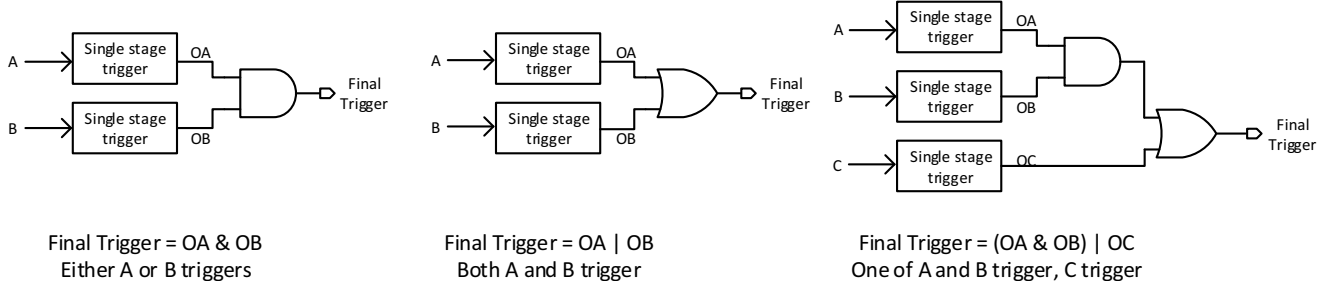 A
Single stage
trigger
OA
B
Single stage
trigger
OB
Final
Trigger
Final Trigger = OA & OB
Either A or B triggers
A
Single stage
trigger
OA
B
Single stage
trigger
OB
Final
Trigger
Final Trigger = OA | OB
Both A and B trigger
A
Single stage
trigger
OA
B
Single stage
trigger
OB
C
Single stage
trigger
OC
Final
Trigger
Final Trigger = (OA & OB) | OC
One of A and B trigger, C trigger